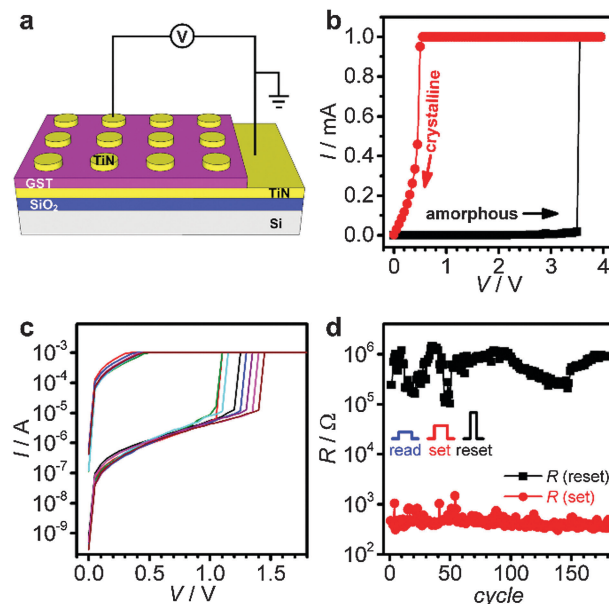 a
V
TiN
GST
TiN
SiO₂
Si
b
I / mA
1.0
0.8
0.6
0.4
0.2
0.0
crystalline
amorphous
0 1 2 3 4
V / V
c
I / A
10⁻³
10⁻⁴
10⁻⁵
10⁻⁶
10⁻⁷
10⁻⁸
10⁻⁹
0.0 0.5 1.0 1.5
V / V
d
R / Ω
10⁶
10⁵
10⁴
10³
10²
read set reset
R (reset)
R (set)
0 50 100 150
cycle